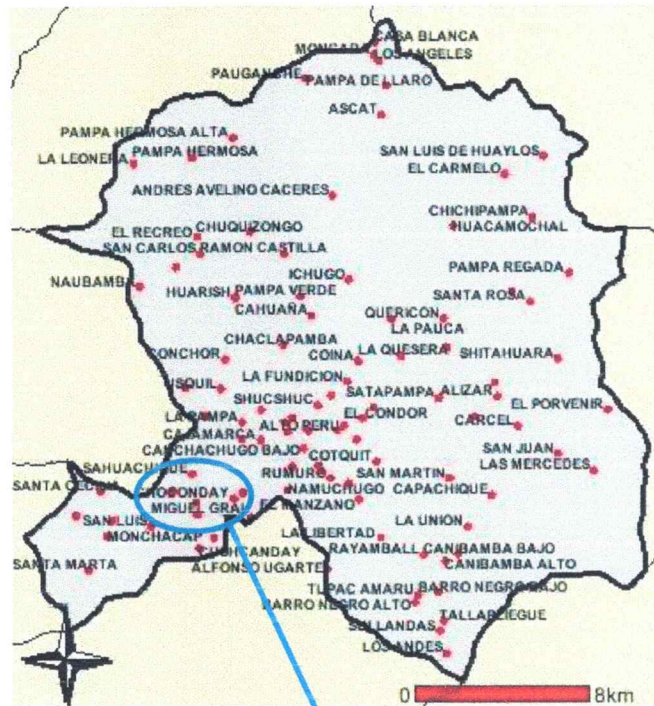 CASA BLANCA
LOS ANGELES
PAUGANCHE
PAMPA DE LLARO
ASCAT
PAMPA HERMOSA ALTA
LA LEONERA
PAMPA HERMOSA
SAN LUIS DE HUAYLOS
EL CARMELO
ANDRES AVELINO CACERES
CHICHIPAMPA
HUACAMOCHAL
EL RECREO
CHUQUIZONGO
SAN CARLOS
RAMON CASTILLA
NAUBAMBA
ICHUGO
PAMPA REGADA
HUARISH
PAMPA VERDE
SANTA ROSA
CAHUAÑA
QUERICON
LA PAUCA
CHACLAPAMBA
CONCHOR
COINA
LA QUESERA
SHITAHUARA
USQUIL
LA FUNDICION
SHUCSHUC
SATAPAMPA
ALIZAR
EL PORVENIR
LA PAMPA
ALTO PERU
EL CONDOR
CARCEL
CAJAMARCA
CANCHACHUGO BAJO
COTQUIT
SAN JUAN
LAS MERCEDES
SAHUACHIQUE
RUMURO
SAN MARTIN
SANTA CECILIA
CHOCONDAY
NAMUCHUGO
CAPACHIQUE
MIGUEL GRAU
EL MANZANO
SAN LUIS
LA UNION
MONCHACAP
LA LIBERTAD
CUCHCANDAY
RAYAMBALL
CANIBAMBA BAJO
SANTA MARTA
ALFONSO UGARTE
CANIBAMBA ALTO
TUPAC AMARU
BARRO NEGRO BAJO
BARRO NEGRO ALTO
TALLAPLIEGUE
LOS ANDES
0 8km